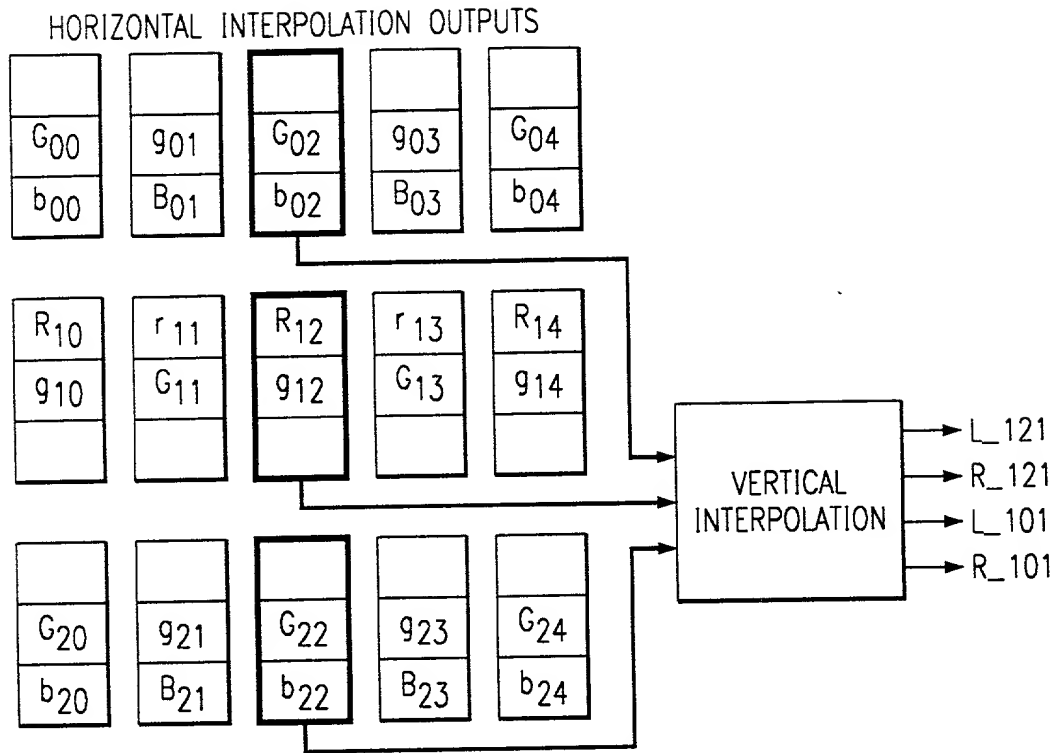 HORIZONTAL INTERPOLATION OUTPUTS
G00 g01 G02 g03 G04
b00 B01 b02 B03 b04
R10 r11 R12 r13 R14
g10 G11 g12 G13 g14
VERTICAL
INTERPOLATION
L_121
R_121
L_101
R_101
G20 g21 G22 g23 G24
b20 B21 b22 B23 b24